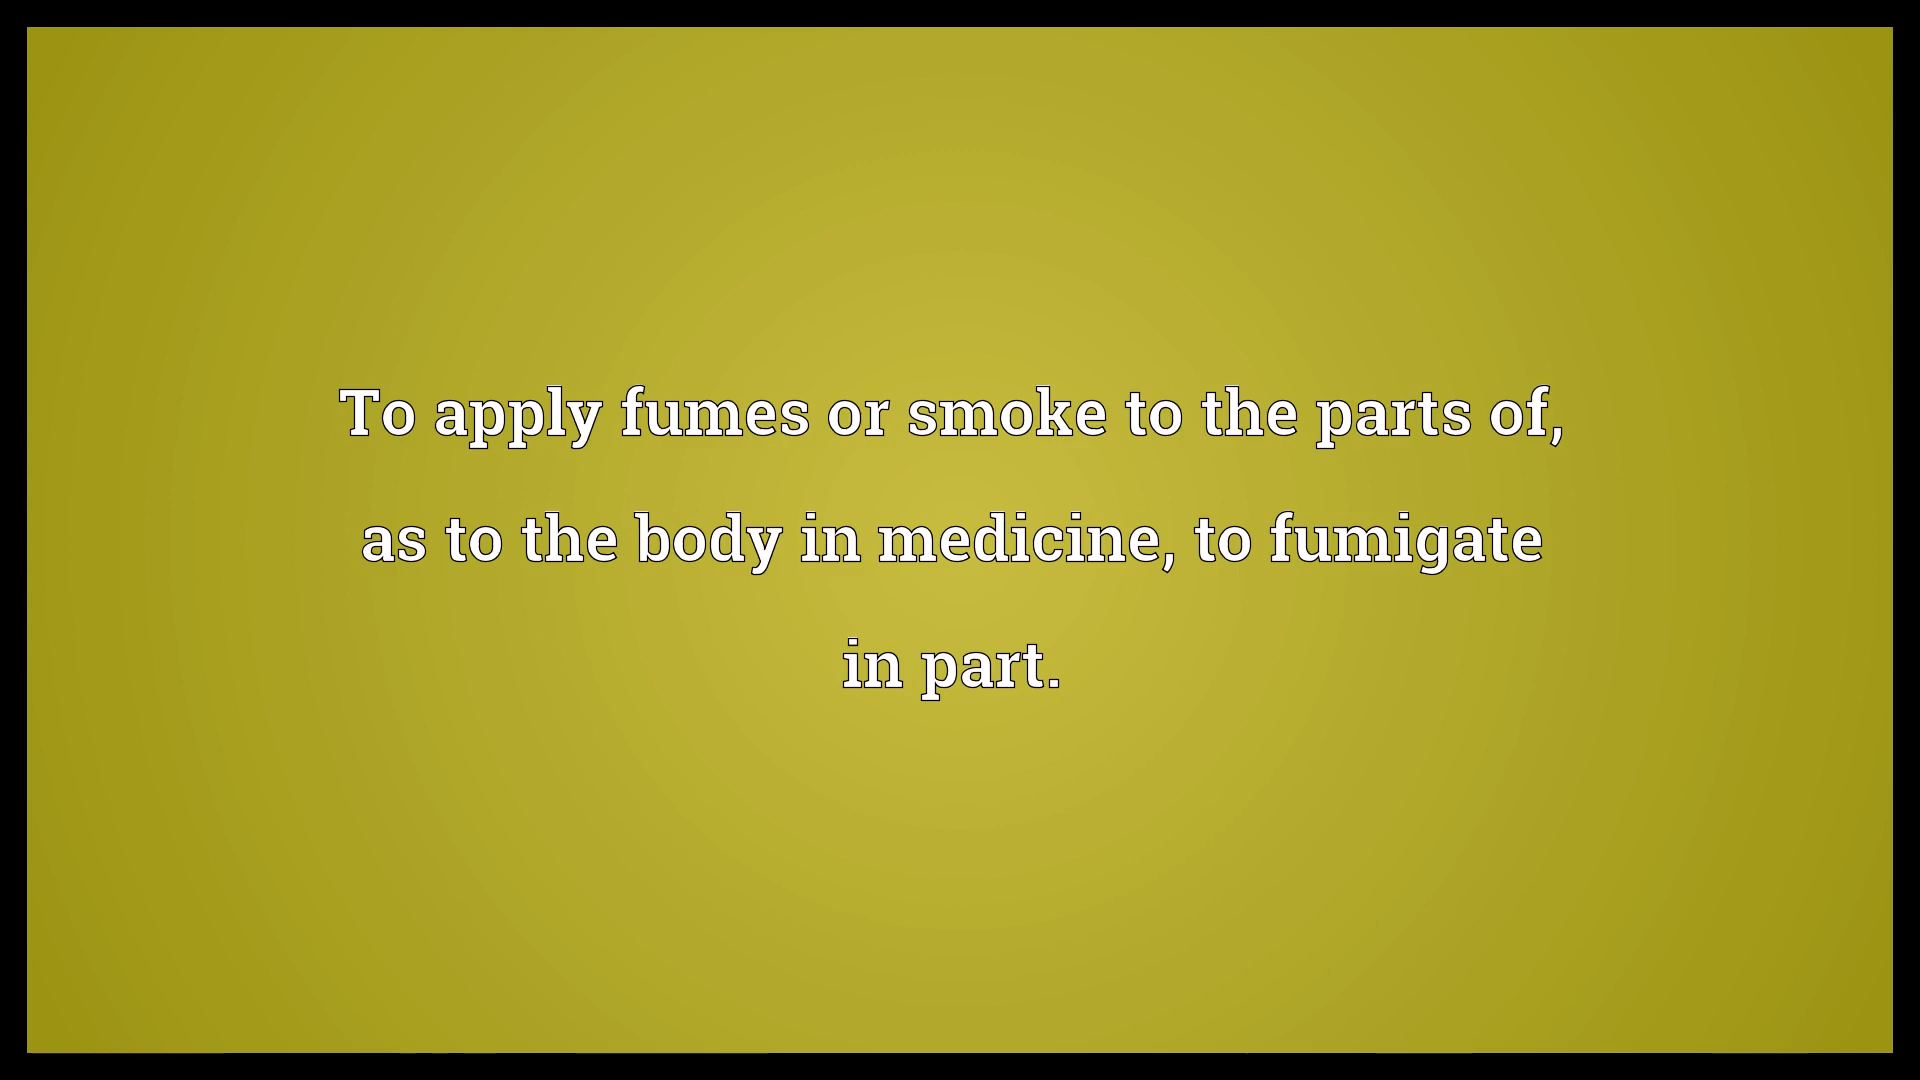 To apply fumes or smoke to the parts of,
as to the body in medicine, to fumigate
in part.